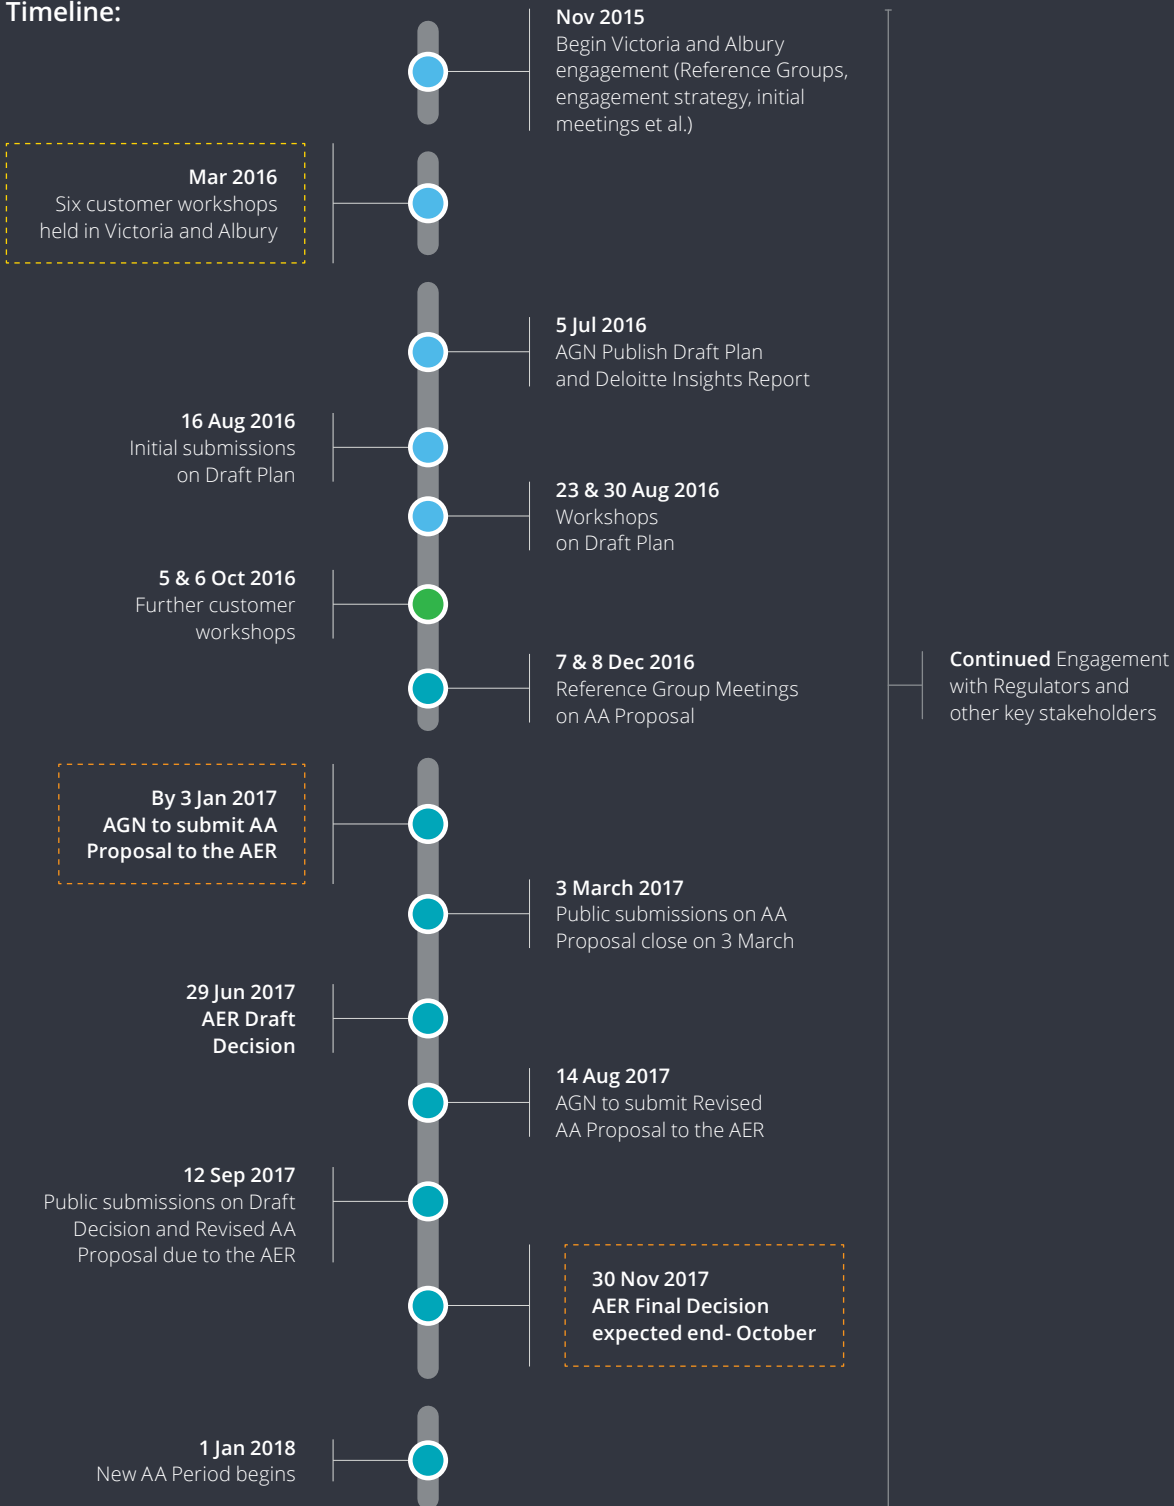 Timeline:
Nov 2015
Begin Victoria and Albury
engagement (Reference Groups,
engagement strategy, initial
meetings et al.)
Mar 2016
Six customer workshops
held in Victoria and Albury
5 Jul 2016
AGN Publish Draft Plan
and Deloitte Insights Report
16 Aug 2016
Initial submissions
on Draft Plan
23 & 30 Aug 2016
Workshops
on Draft Plan
5 & 6 Oct 2016
Further customer
workshops
7 & 8 Dec 2016
Reference Group Meetings
on AA Proposal
Continued Engagement
with Regulators and
other key stakeholders
By 3 Jan 2017
AGN to submit AA
Proposal to the AER
3 March 2017
Public submissions on AA
Proposal close on 3 March
29 Jun 2017
AER Draft
Decision
14 Aug 2017
AGN to submit Revised
AA Proposal to the AER
12 Sep 2017
Public submissions on Draft
Decision and Revised AA
Proposal due to the AER
30 Nov 2017
AER Final Decision
expected end- October
1 Jan 2018
New AA Period begins